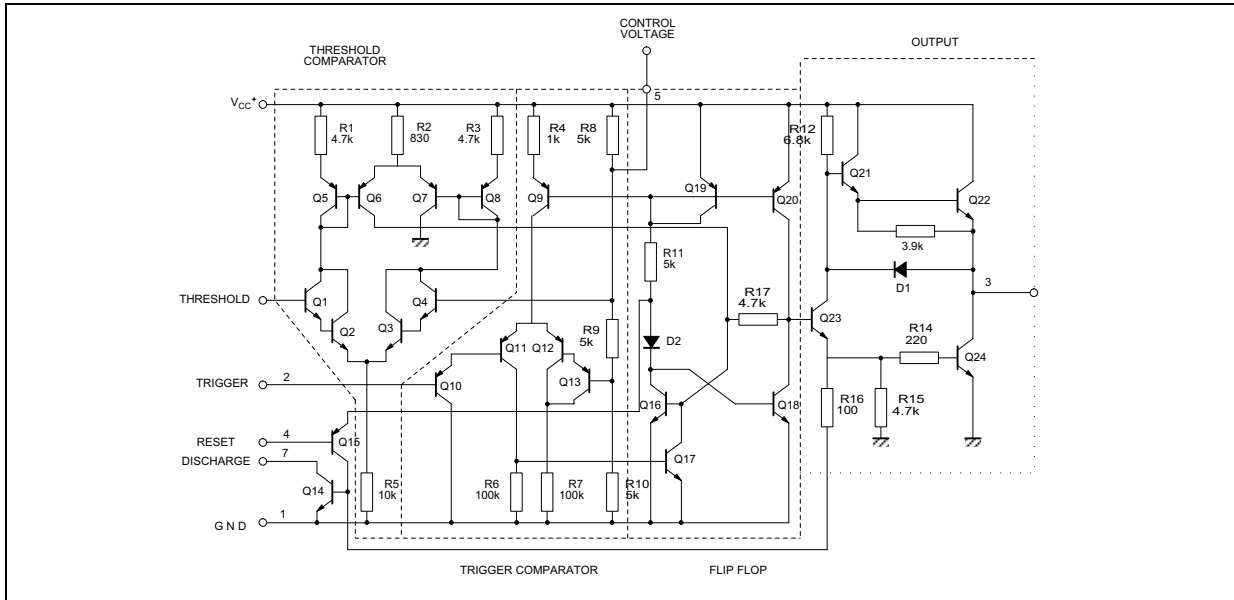 CONTROL
VOLTAGE
OUTPUT
THRESHOLD
COMPARATOR
5
VCC+
R1
4.7k
R2
830
R3
4.7k
R4
1k
R8
5k
R12
6.8k
Q5
Q6
Q7
Q8
Q9
Q19
Q20
Q21
Q22
3.9k
R11
5k
D1
3
THRESHOLD
Q1
Q2
Q3
Q4
R17
4.7k
Q23
R9
5k
D2
R14
220
Q24
Q11
Q12
Q13
TRIGGER
2
Q10
Q16
Q18
R16
100
R15
4.7k
RESET
4
Q15
DISCHARGE
7
Q14
Q17
R5
10k
R6
100k
R7
100k
R10
5k
GND
1
TRIGGER COMPARATOR
FLIP FLOP